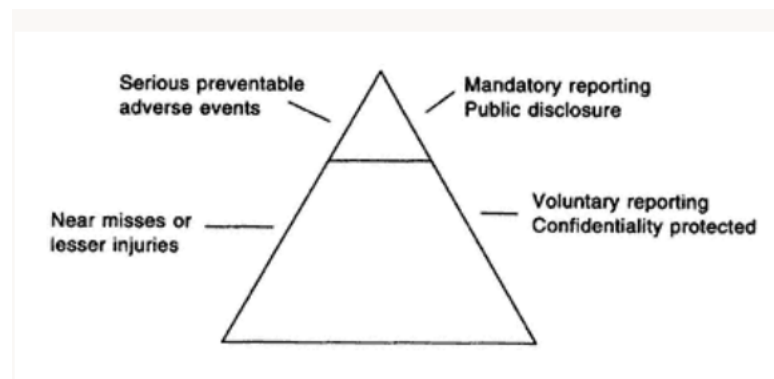 Serious preventable
adverse events
Mandatory reporting
Public disclosure
Near misses or
lesser injuries
Voluntary reporting
Confidentiality protected